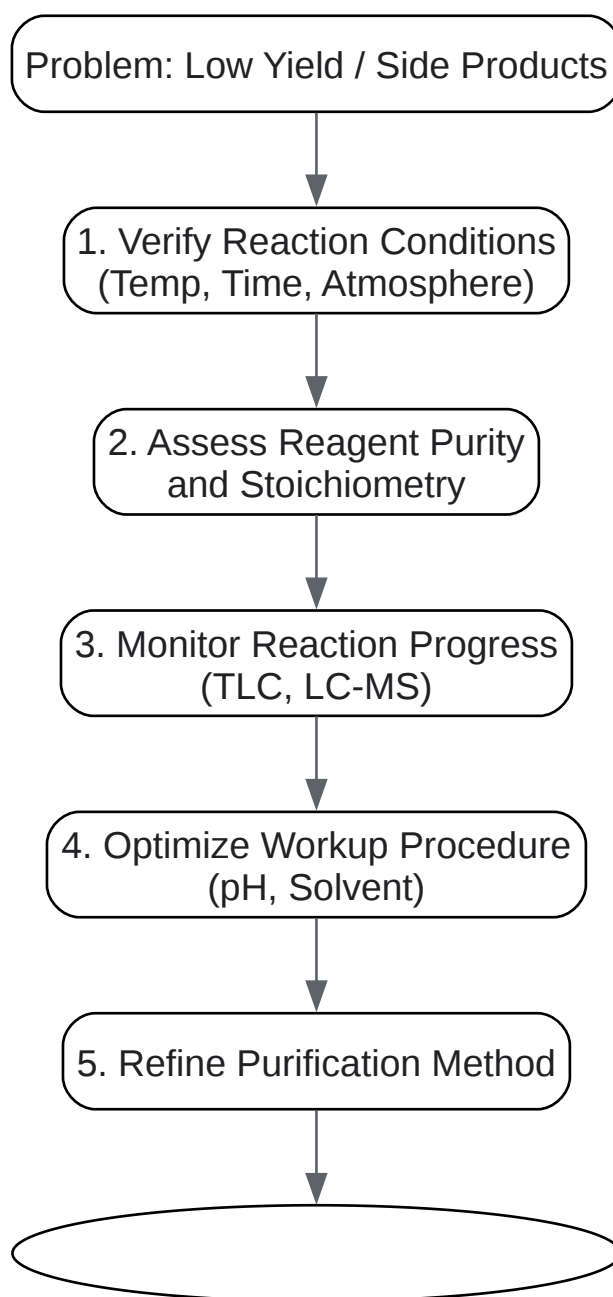 Problem: Low Yield / Side Products
1. Verify Reaction Conditions
(Temp, Time, Atmosphere)
2. Assess Reagent Purity
and Stoichiometry
3. Monitor Reaction Progress
(TLC, LC-MS)
4. Optimize Workup Procedure
(pH, Solvent)
5. Refine Purification Method